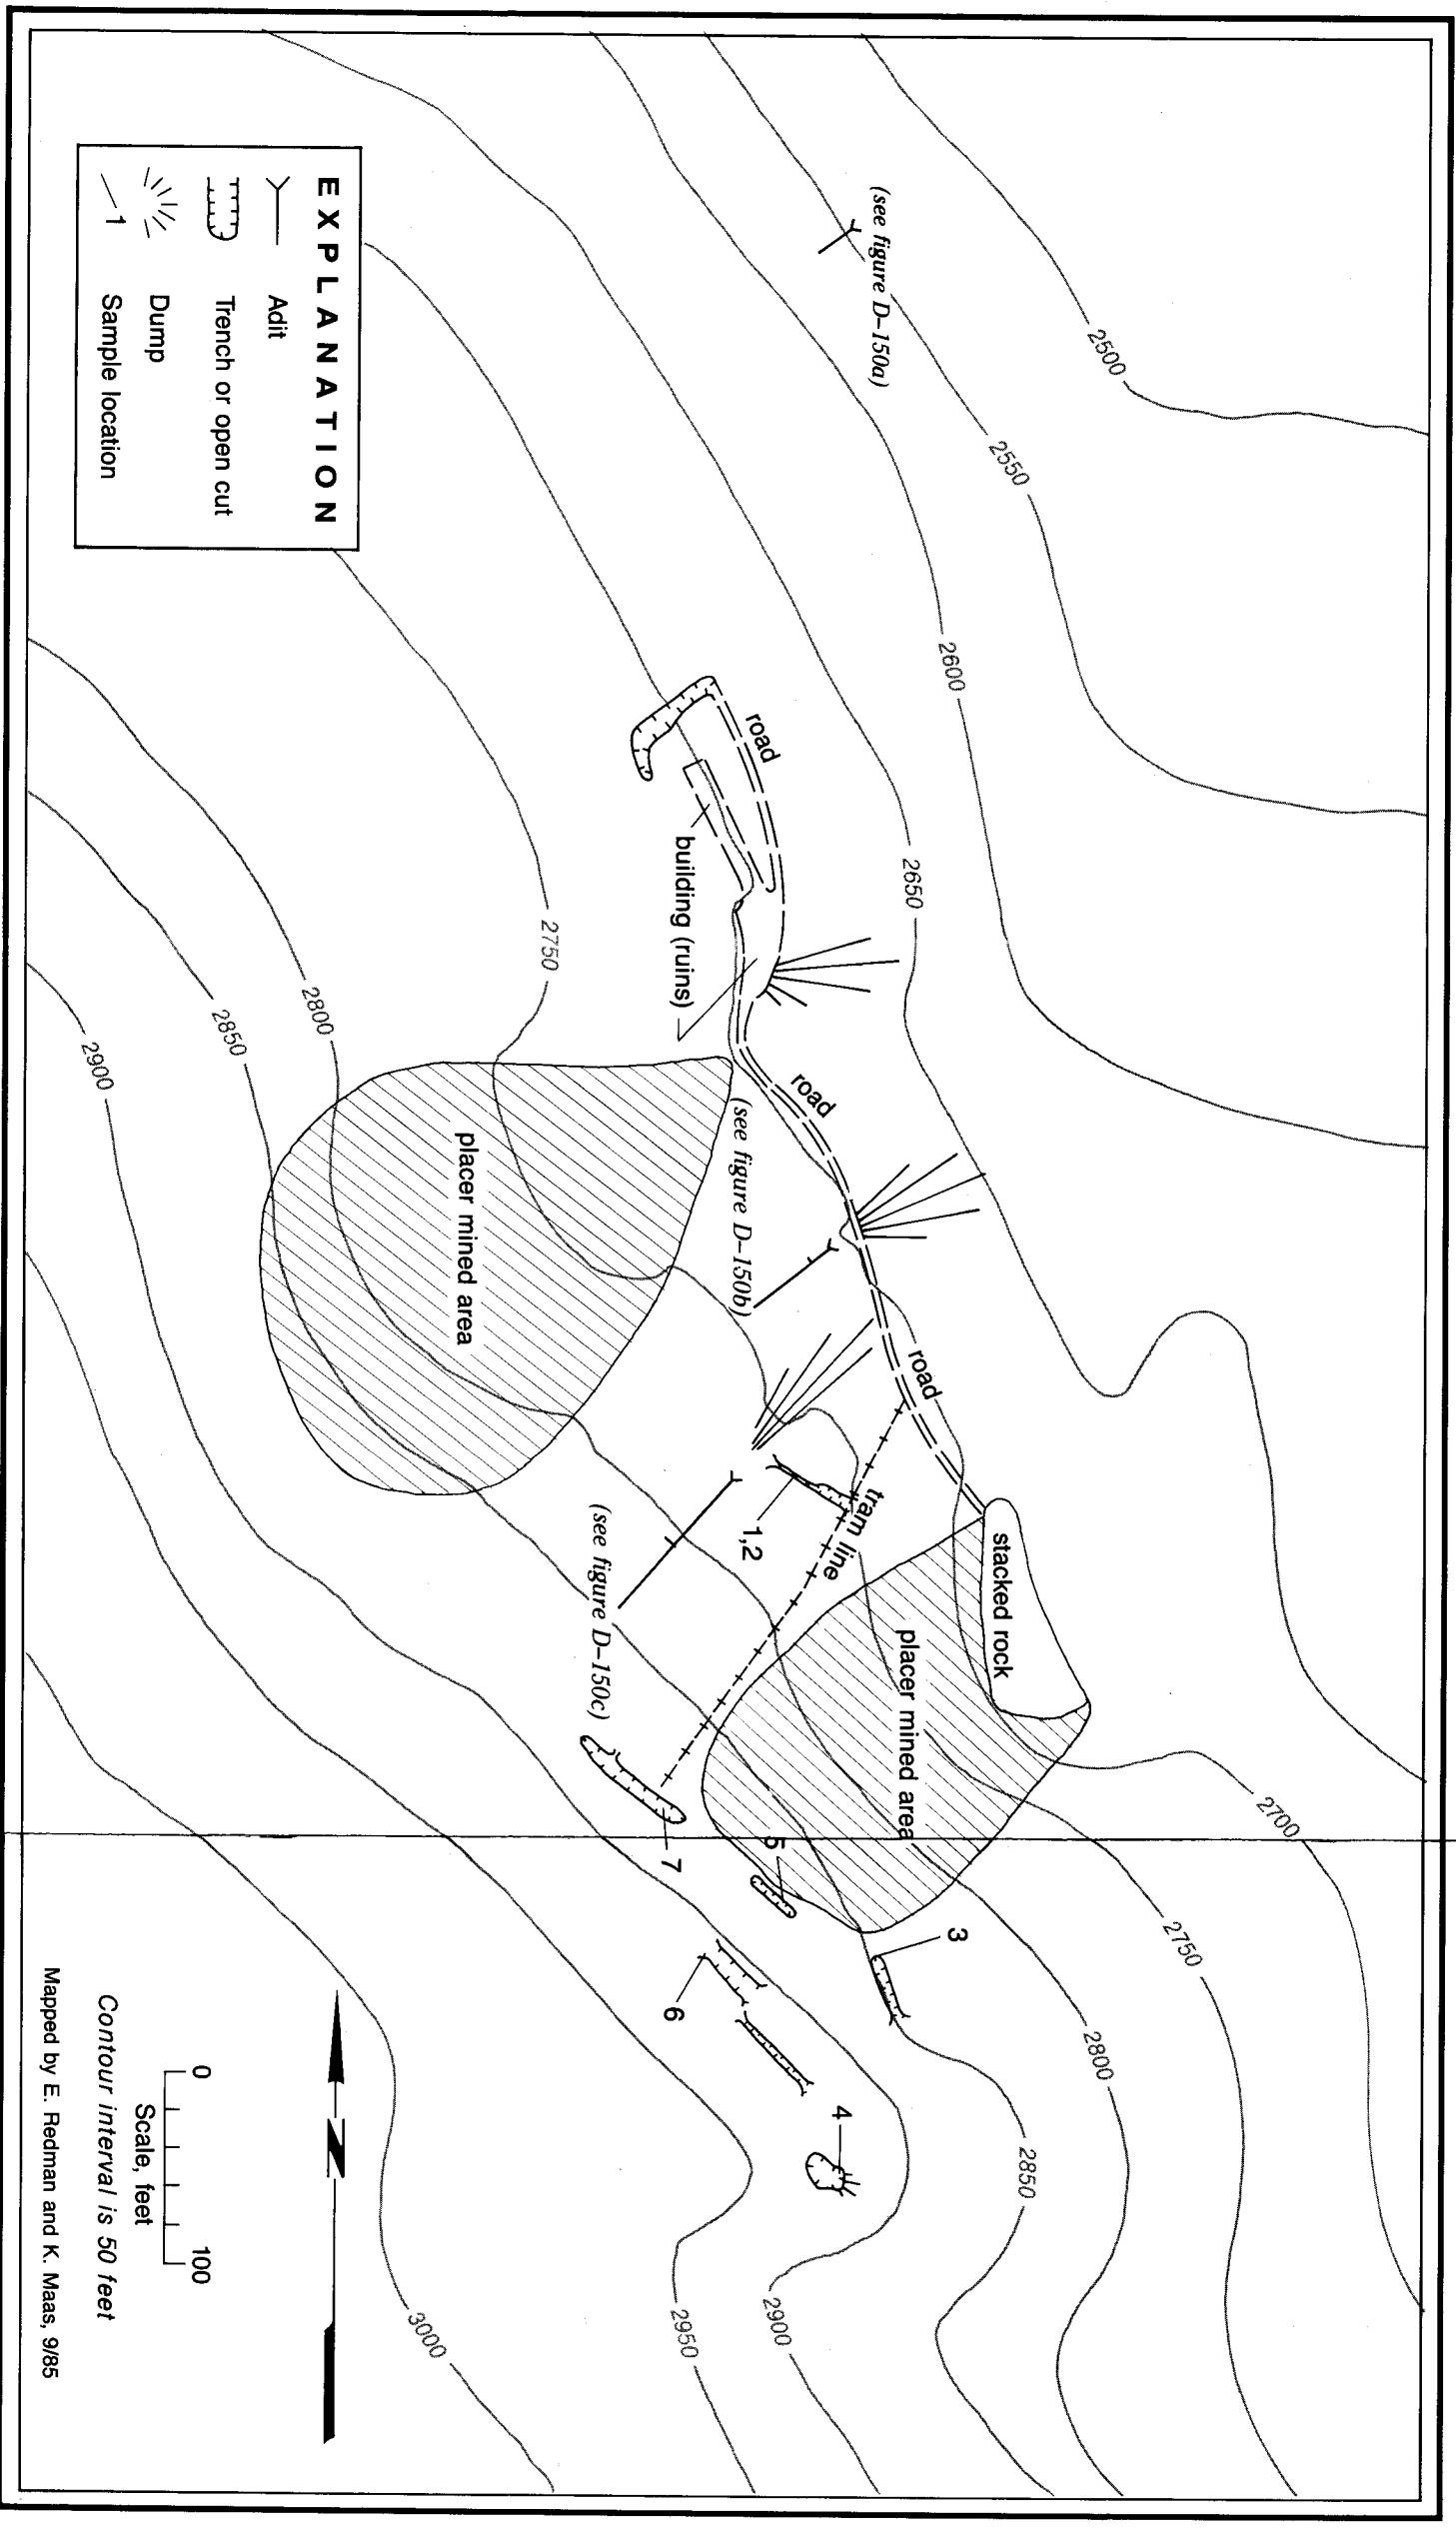 EXPLANATION
Adit
Trench or open cut
Dump
1 Sample location
(see figure D-150a)
2500
2550
2600
2650
2700
2750
2800
2850
2900
2950
3000
2750
2800
2850
2900
road
building (ruins)
road
(see figure D-150b)
placer mined area
road
tram line
1,2
(see figure D-150c)
stacked rock
placer mined area
7
5
3
6
4
N
0 100
Scale, feet
Contour interval is 50 feet
Mapped by E. Redman and K. Maas, 9/85